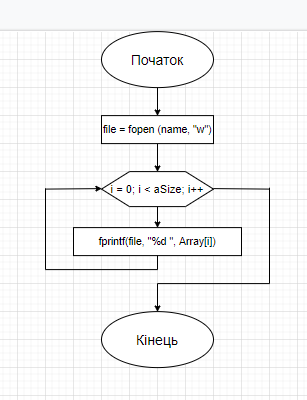 Початок
file = fopen (name, "w")
i = 0; i < aSize; i++
fprintf(file, "%d ", Array[i])
Кінець